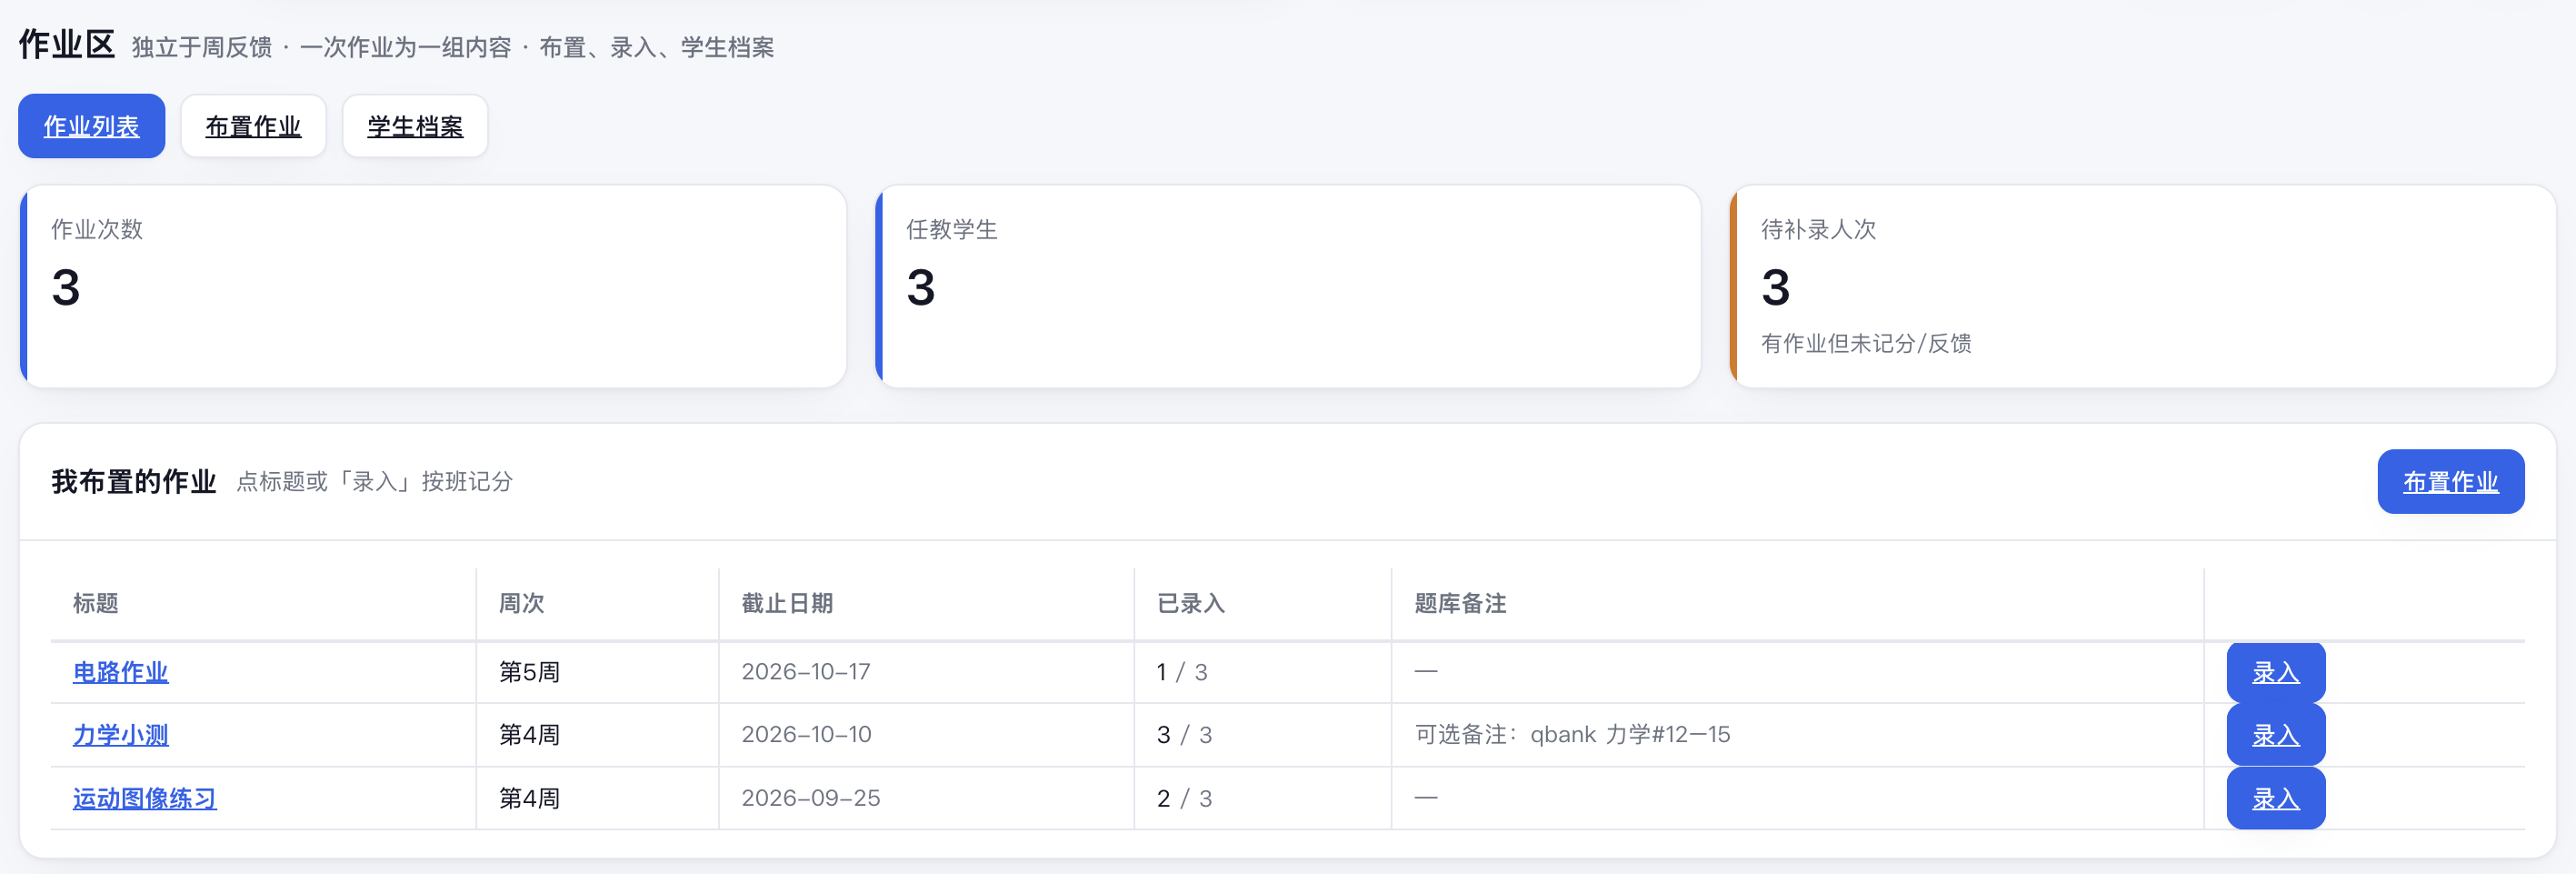 作业区 独立于周反馈 · 一次作业为一组内容 · 布置、录入、学生档案
作业列表 布置作业 学生档案
作业次数 任教学生 待补录人次
3 3 3
有作业但未记分/反馈
我布置的作业 点标题或「录入」按班记分 布置作业
标题 周次 截止日期 已录入 题库备注
电路作业 第5周 2026-10-17 1 / 3 — 录入
力学小测 第4周 2026-10-10 3 / 3 可选备注：qbank 力学#12–15 录入
运动图像练习 第4周 2026-09-25 2 / 3 — 录入